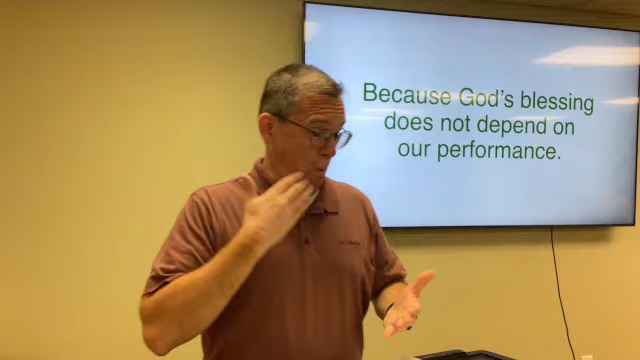 Because God's blessing
does not depend on
our performance.